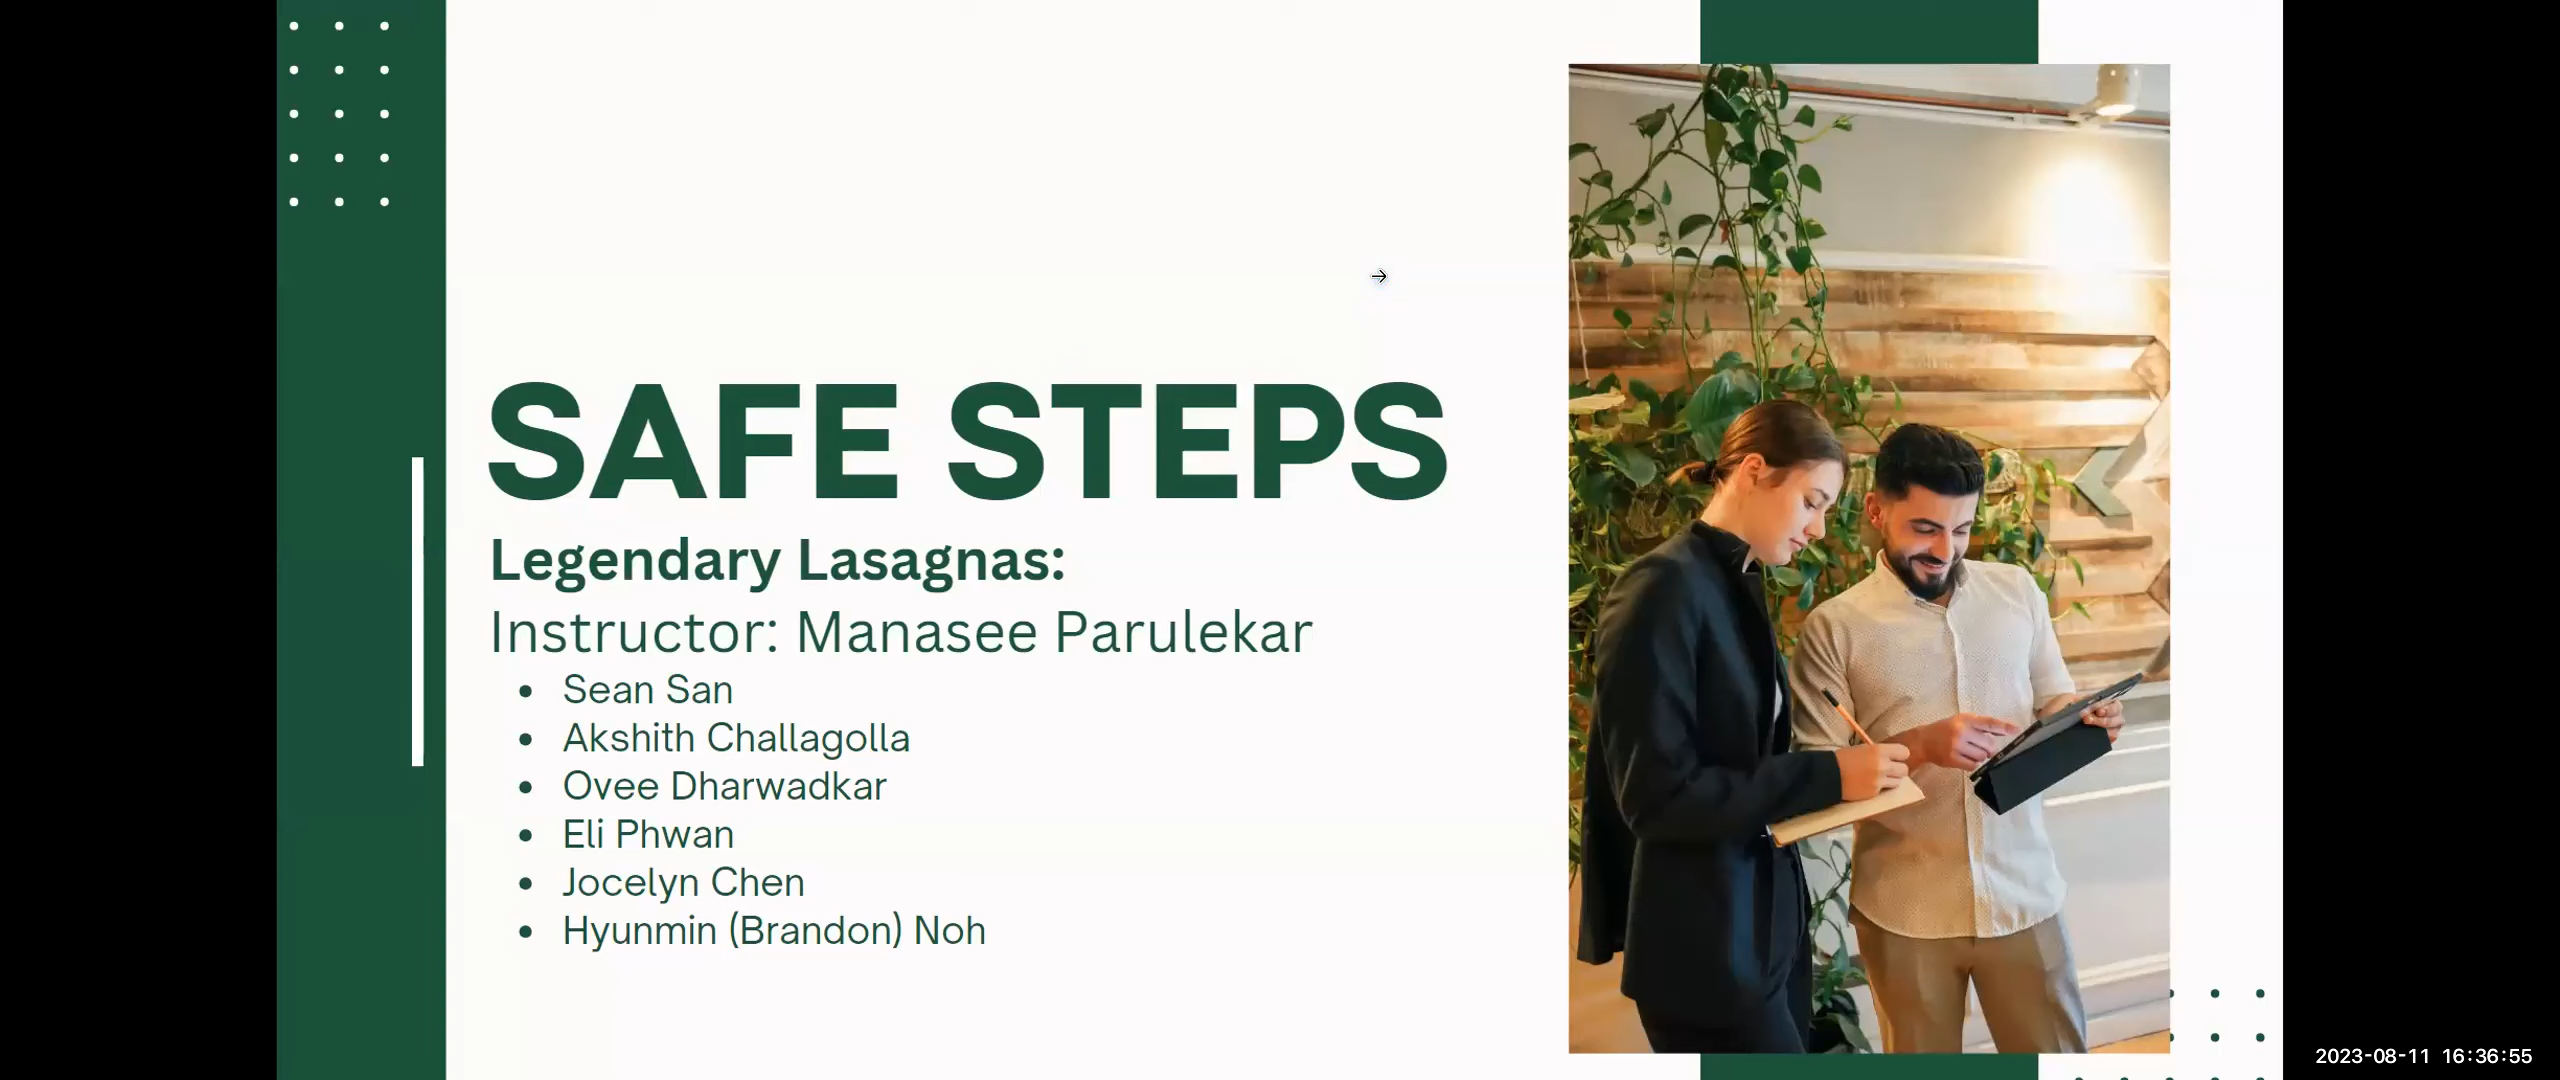 SAFE STEPS
Legendary Lasagnas:
Instructor: Manasee Parulekar
• Sean San
• Akshith Challagolla
• Ovee Dharwadkar
• Eli Phwan
• Jocelyn Chen
• Hyunmin (Brandon) Noh
2023-08-11 16:36:55